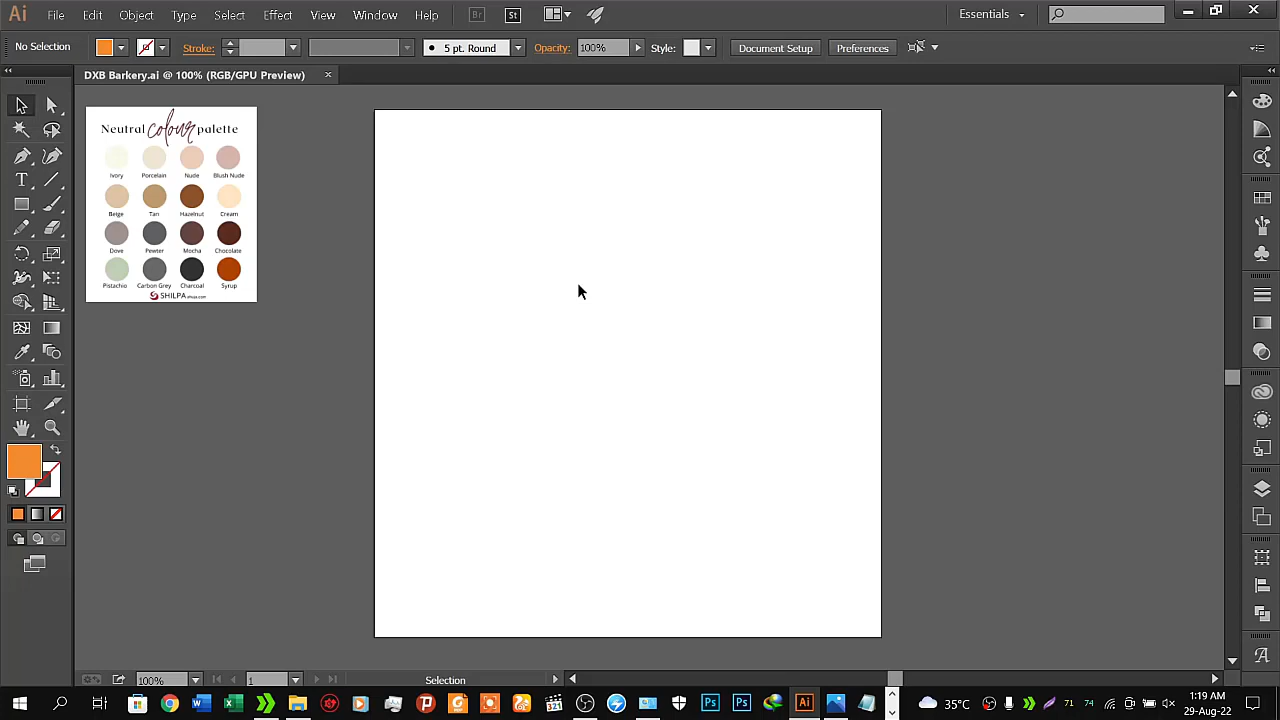 Ai File Edit Object Type Select Effect View Window Help Br St Essentials
No Selection Stroke: 5 pt. Round Opacity: 100% Style: Document Setup Preferences
DXB Barkery.ai @ 100% (RGB/GPU Preview)
Neutral colour palette
Ivory Porcelain Nude Blush Nude
Beige Tan Hazelnut Cream
Dove Pewter Mocha Chocolate
Pistachio Carbon Grey Charcoal Syrup
SHILPA
100% 1 Selection
35°C 71 74 1:19 AM
29-Aug-22